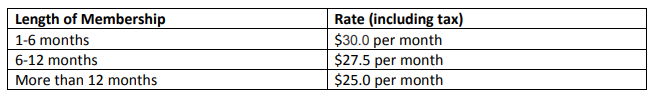 Length of Membership Rate (including tax)
1-6 months $30.0 per month
6-12 months $27.5 per month
More than 12 months $25.0 per month